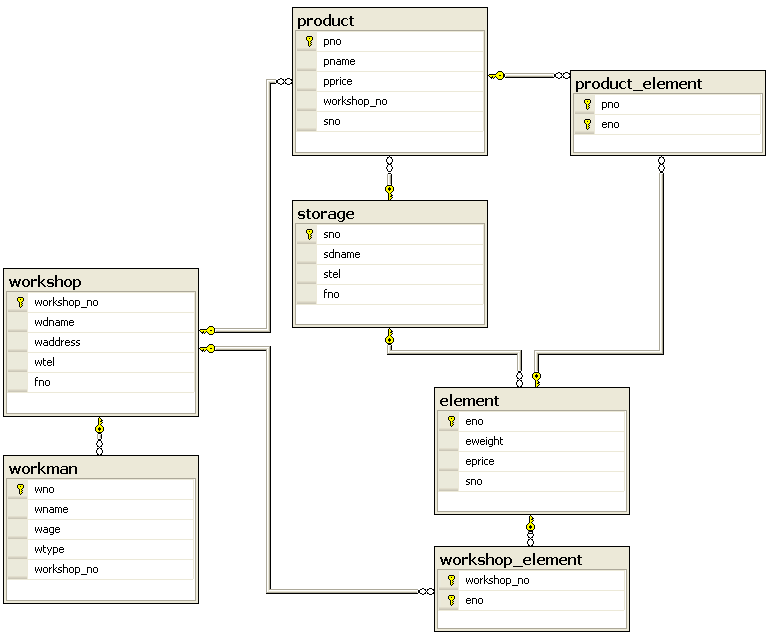 product
pno
pname
pprice
workshop_no
sno
product_element
pno
eno
storage
sno
sdname
stel
fno
workshop
workshop_no
wdname
waddress
wtel
fno
element
eno
eweight
eprice
sno
workman
wno
wname
wage
wtype
workshop_no
workshop_element
workshop_no
eno